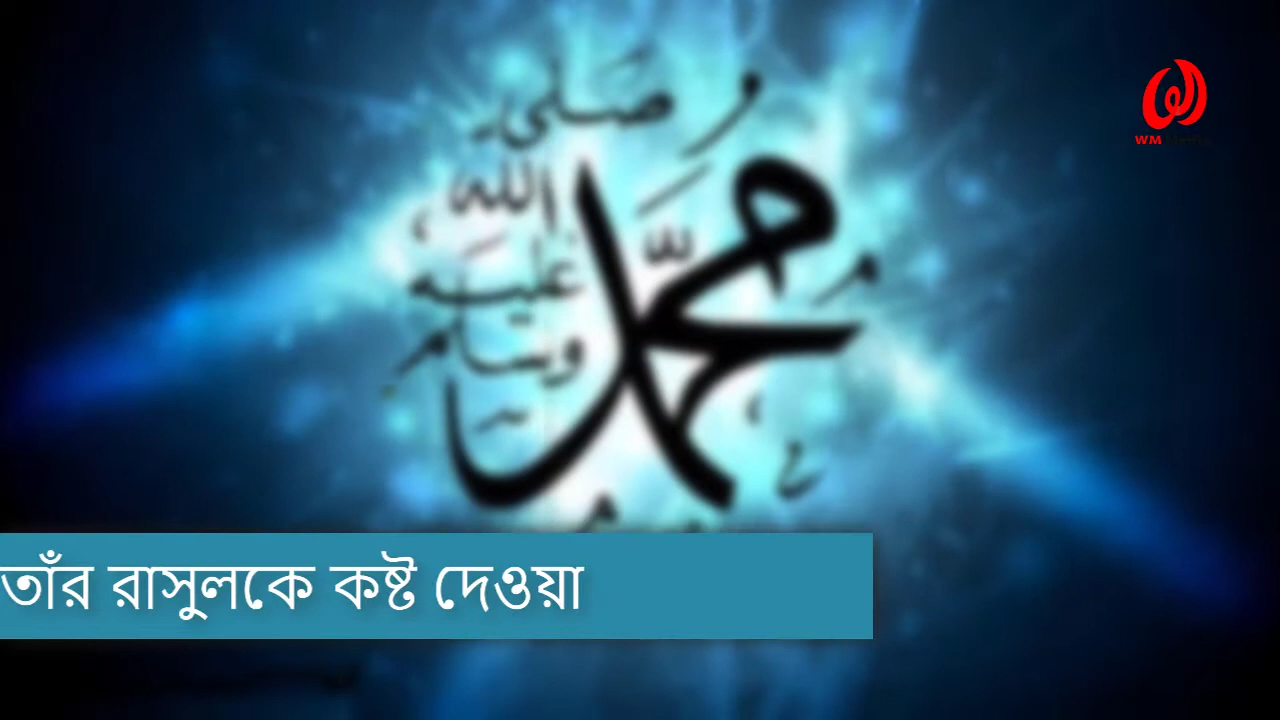 صلى
الله
عليه
وسلم
محمد
WM
তাঁর রাসুলকে কষ্ট দেওয়া